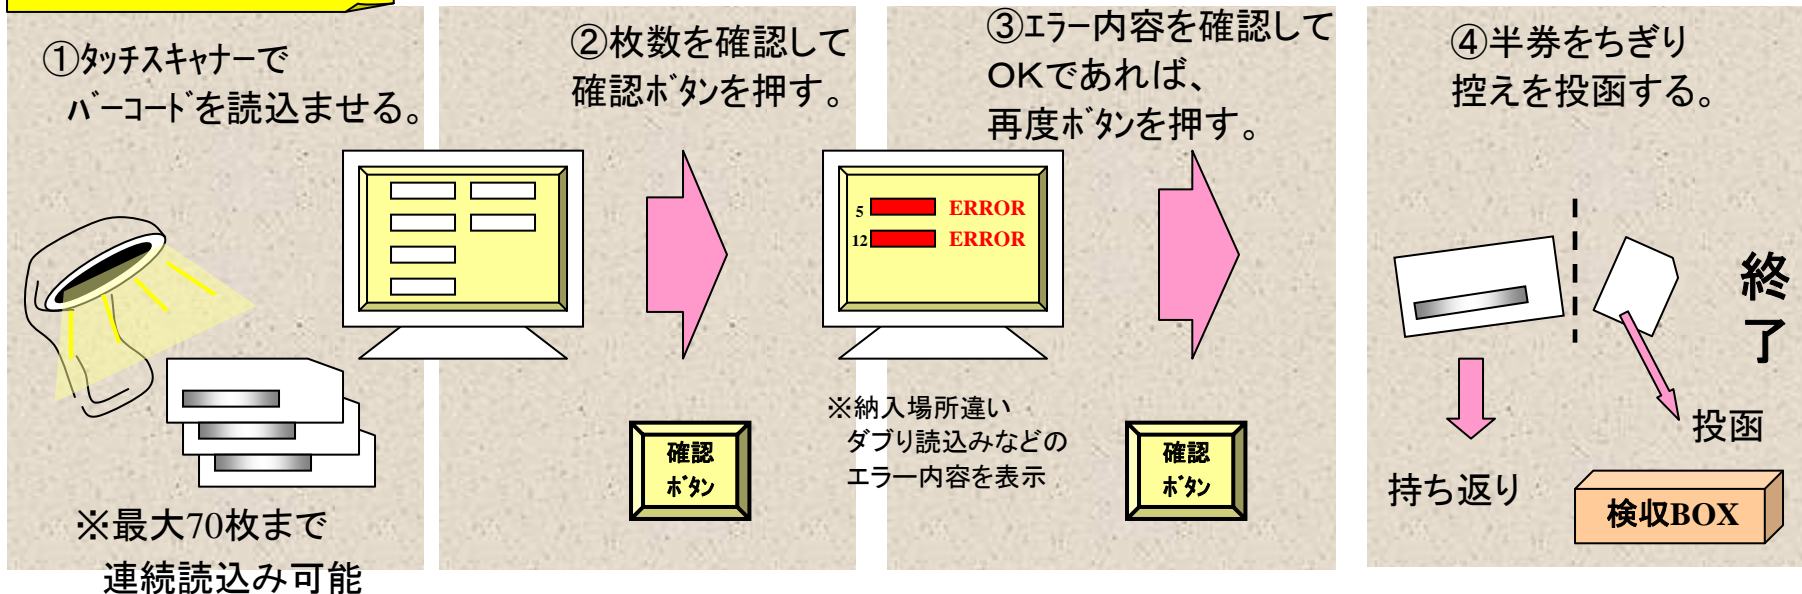 ①ﾀｯﾁｽｷｬﾅｰで
ﾊﾞｰｺｰﾄﾞを読込ませる。
※最大70枚まで
連続読込み可能
②枚数を確認して
確認ﾎﾞﾀﾝを押す。
確認
ﾎﾞﾀﾝ
③ｴﾗｰ内容を確認して
ＯＫであれば、
再度ﾎﾞﾀﾝを押す。
5 ERROR
12 ERROR
※納入場所違い
ダブり読込みなどの
エラー内容を表示
確認
ﾎﾞﾀﾝ
④半券をちぎり
控えを投函する。
終
了
投函
持ち返り
検収BOX